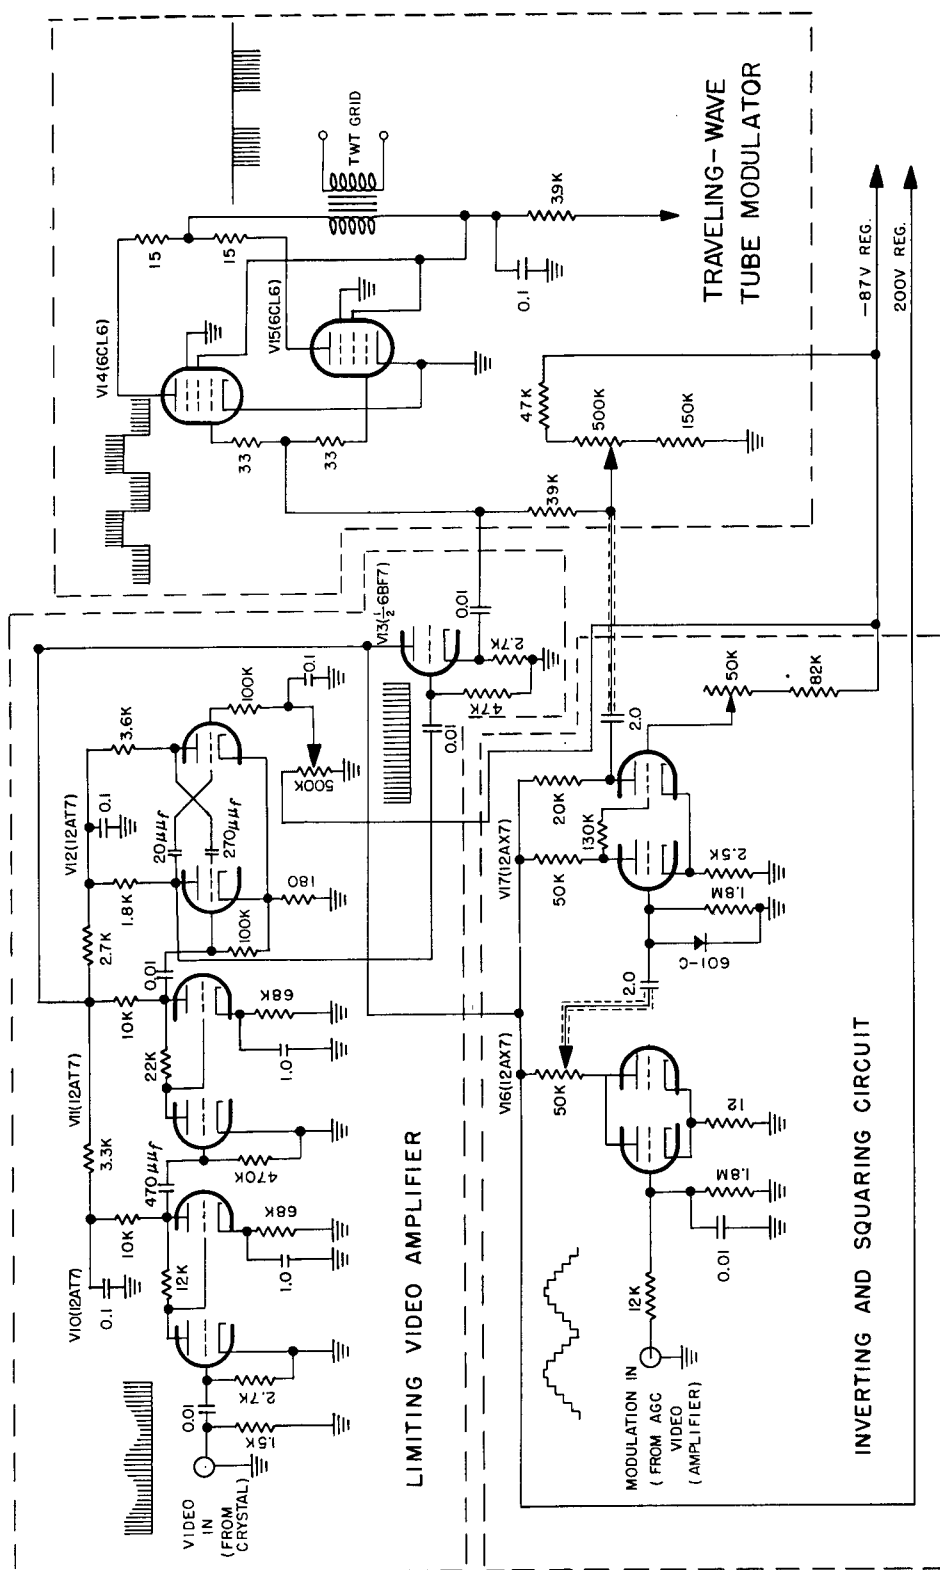 TRAVELING-WAVE
TUBE MODULATOR
V14(6CL6)
V15(6CL6)
15
15
33
33
TWT GRID
0.1
3.9K
39K
47K
500K
150K
-87V REG.
200V REG.
LIMITING VIDEO AMPLIFIER
VIDEO
IN
(FROM
CRYSTAL)
0.01
1.5K
2.7K
V10(12AT7)
0.1
10K
12K
1.0
68K
3.3K
470μμf
470K
V11(12AT7)
10K
22K
1.0
68K
0.01
2.7K
1.8K
V12(12AT7)
0.1
20μμf
270μμf
100K
180
3.6K
100K
0.1
500K
V13(½6BF7)
0.01
47K
2.7K
0.01
INVERTING AND SQUARING CIRCUIT
MODULATION IN
(FROM AGC
VIDEO
(AMPLIFIER)
12K
0.01
1.8M
12
V16(12AX7)
50K
2.0
601-C
1.8M
V17(12AX7)
50K
130K
20K
2.5K
2.0
50K
82K